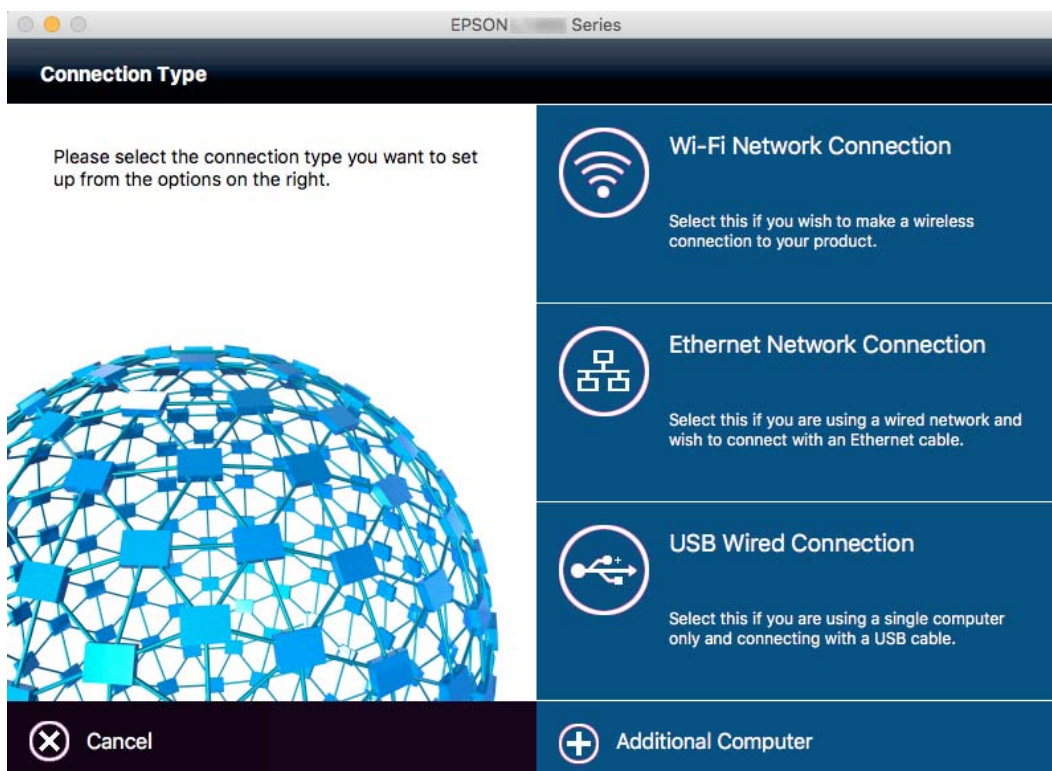 EPSON Series
Connection Type
Please select the connection type you want to set
up from the options on the right.
Wi-Fi Network Connection
Select this if you wish to make a wireless
connection to your product.
Ethernet Network Connection
Select this if you are using a wired network and
wish to connect with an Ethernet cable.
USB Wired Connection
Select this if you are using a single computer
only and connecting with a USB cable.
Cancel
Additional Computer